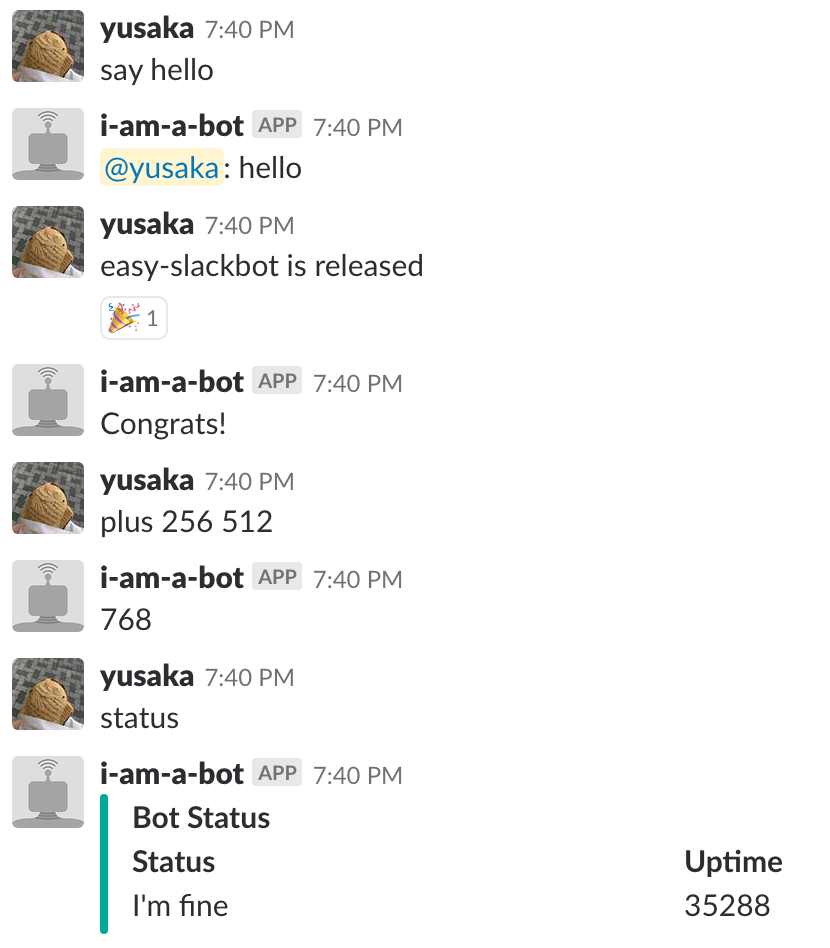 yusaka 7:40 PM
say hello
i-am-a-bot APP 7:40 PM
@yusaka: hello
yusaka 7:40 PM
easy-slackbot is released
1
i-am-a-bot APP 7:40 PM
Congrats!
yusaka 7:40 PM
plus 256 512
i-am-a-bot APP 7:40 PM
768
yusaka 7:40 PM
status
i-am-a-bot APP 7:40 PM
Bot Status
Status Uptime
I'm fine 35288